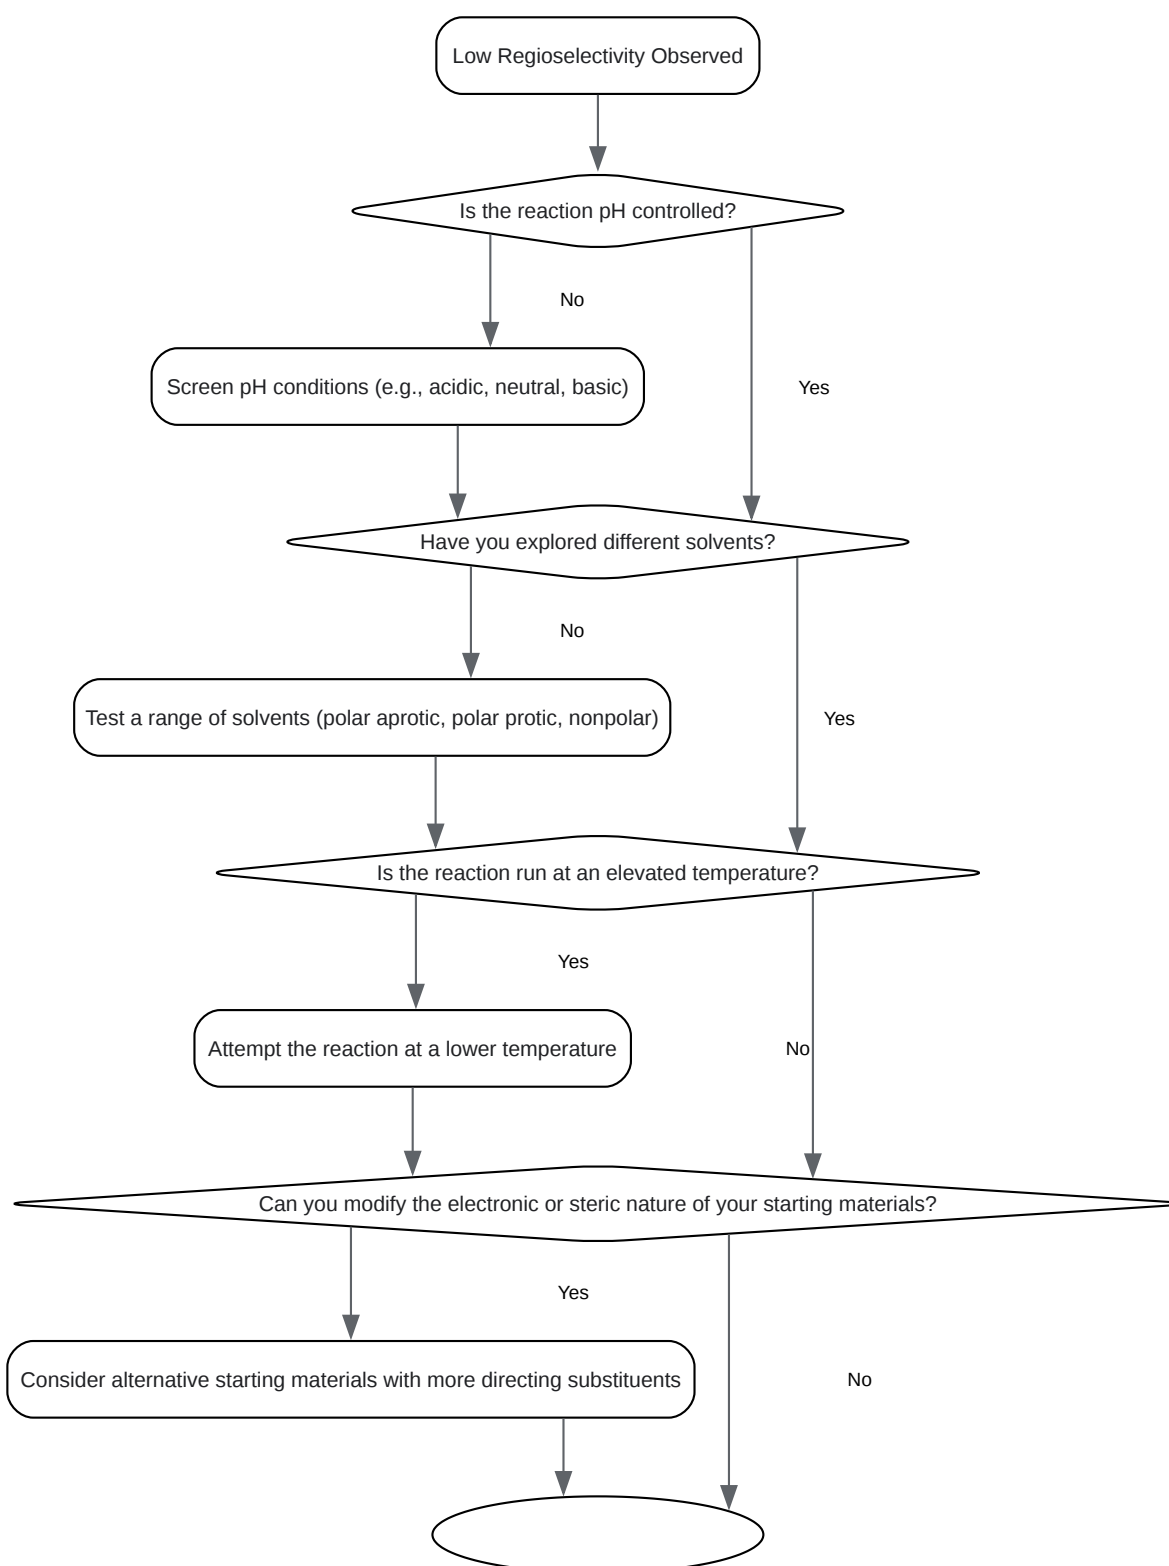 Low Regioselectivity Observed
Is the reaction pH controlled?
No
Screen pH conditions (e.g., acidic, neutral, basic)
Yes
Have you explored different solvents?
No
Test a range of solvents (polar aprotic, polar protic, nonpolar)
Yes
Is the reaction run at an elevated temperature?
Yes
Attempt the reaction at a lower temperature
No
Can you modify the electronic or steric nature of your starting materials?
Yes
Consider alternative starting materials with more directing substituents
No